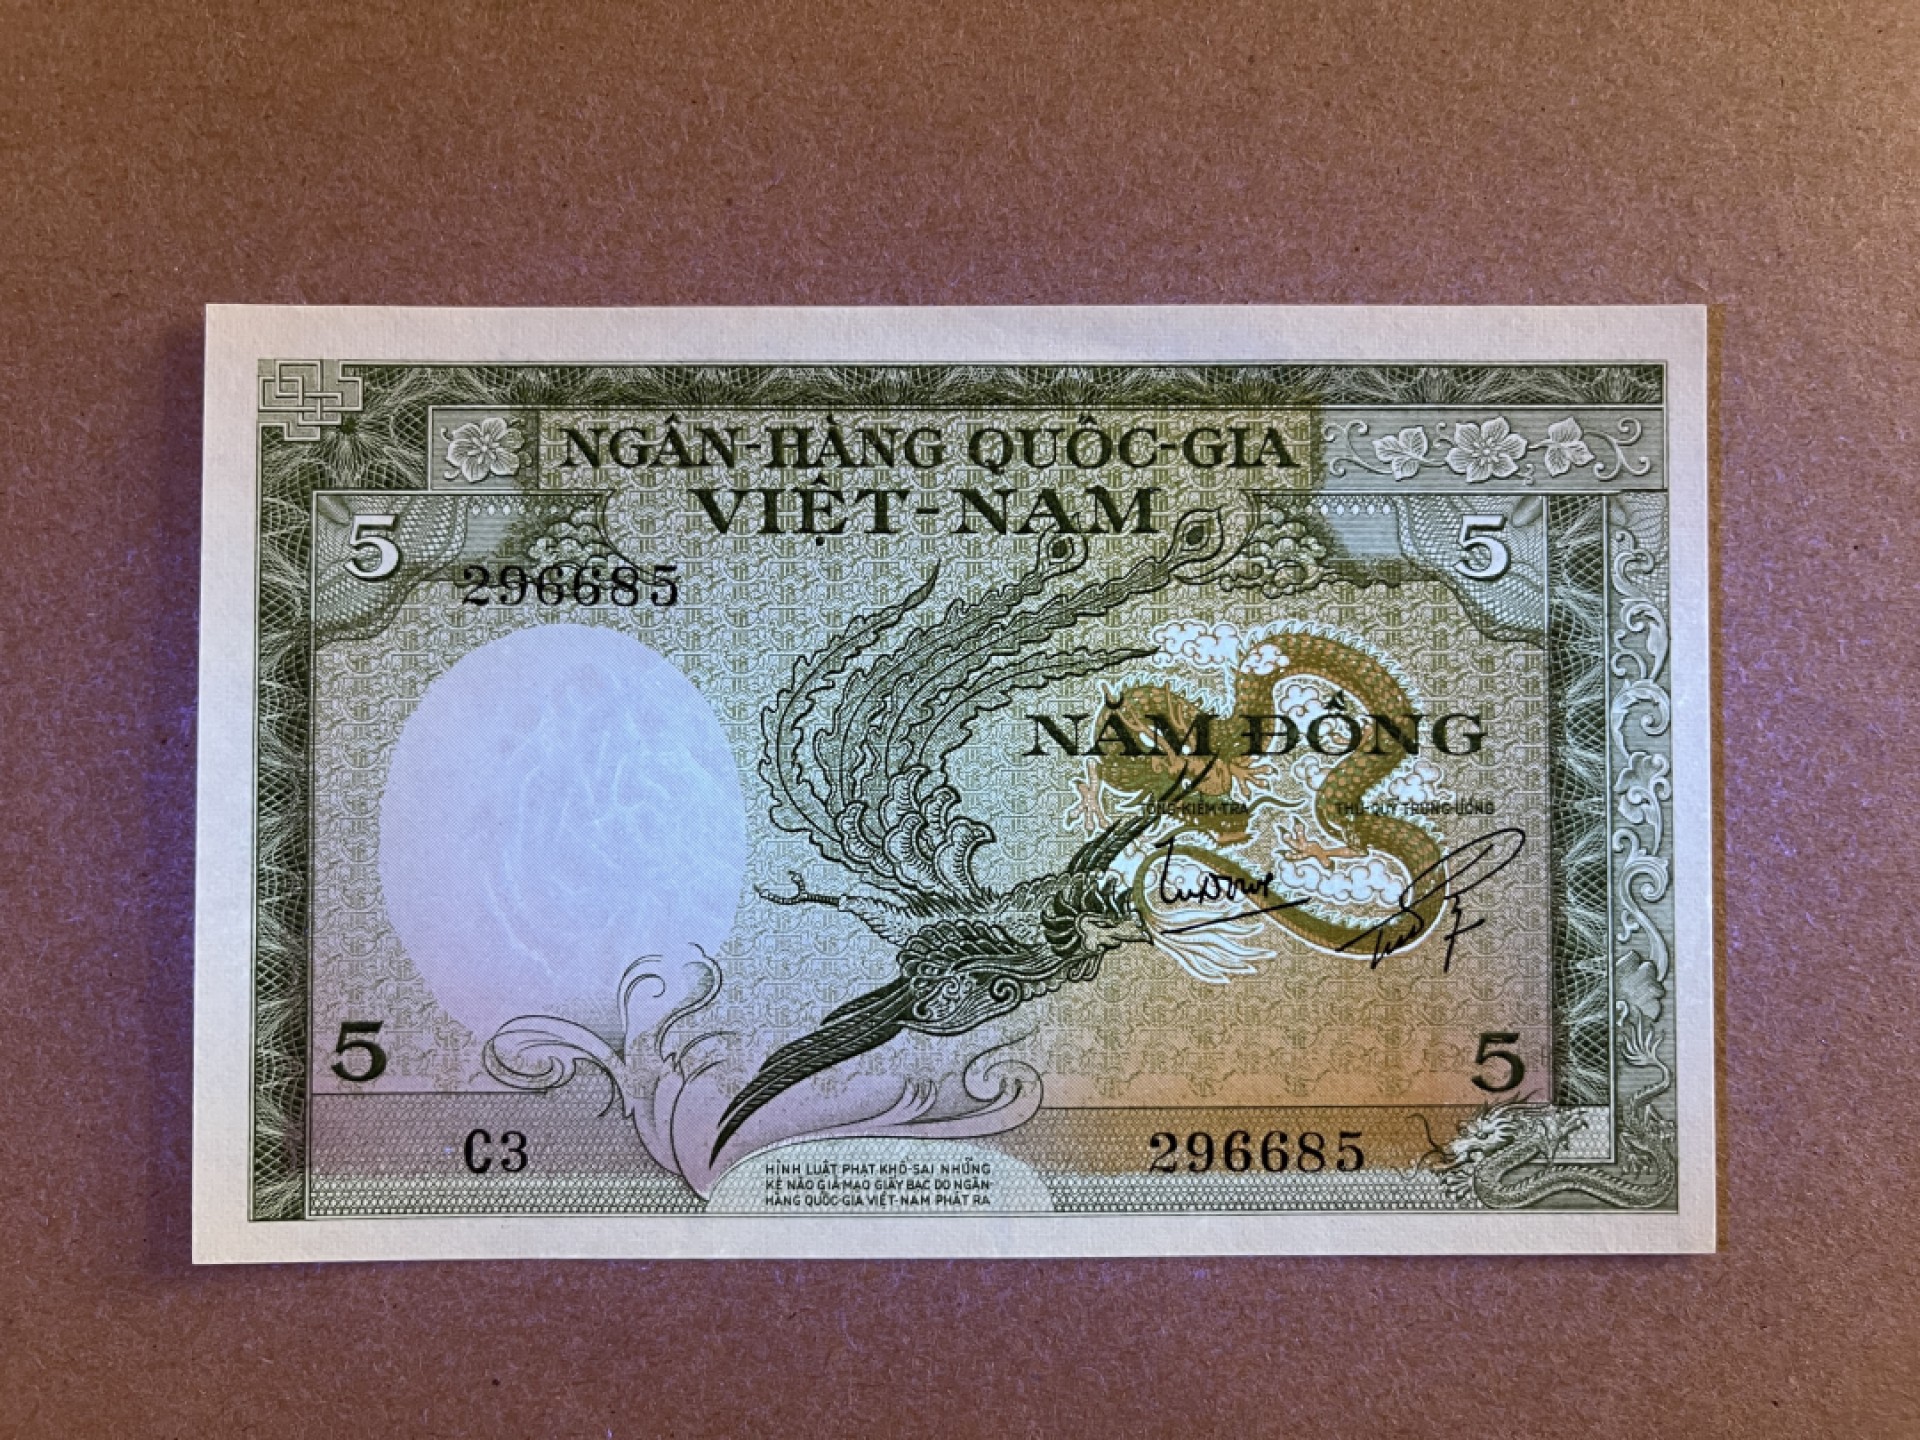 NGÂN-HÀNG QUỐC-GIA
VIỆT-NAM
5
5
296685
NĂM ĐỒNG
TỔNG-KIỂM-TRA
THỦ-QUỸ TRUNG-ƯƠNG
5
5
C3
296685
HÌNH LUẬT PHẠT KHỔ-SAI NHỮNG
KẺ NÀO GIẢ MẠO GIẤY BẠC DO NGÂN-
HÀNG QUỐC-GIA VIỆT-NAM PHÁT RA